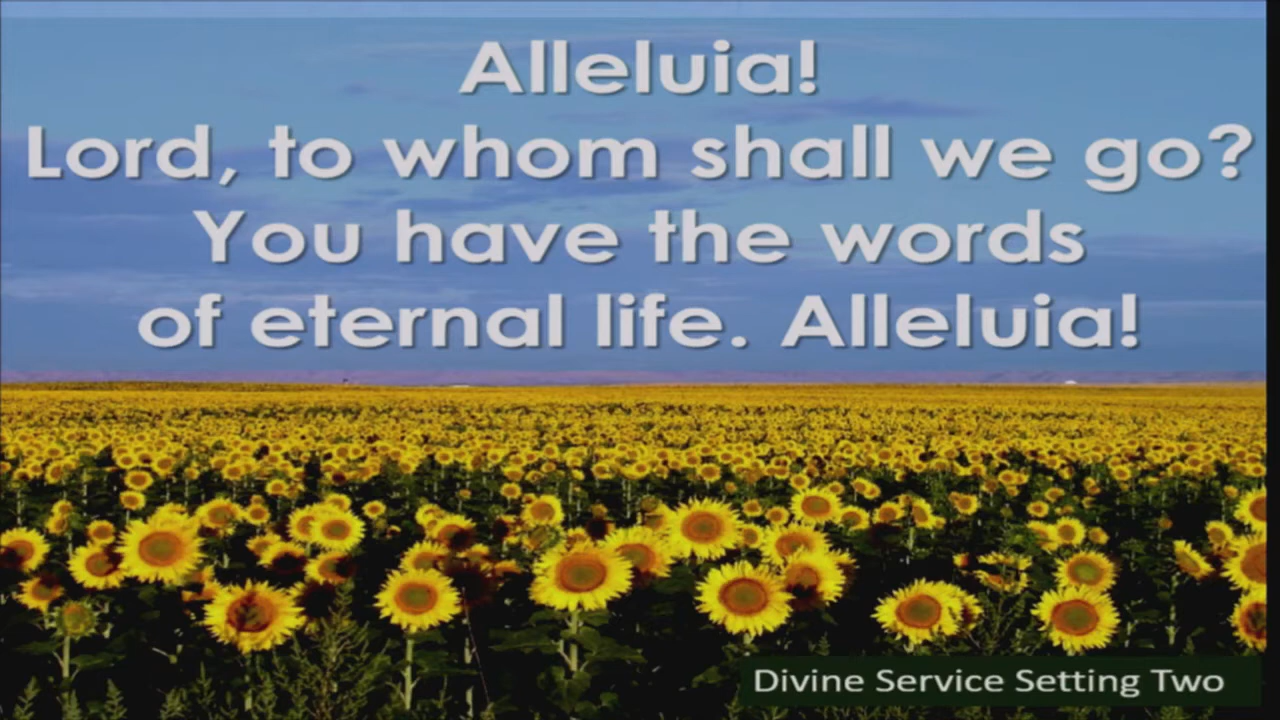 Alleluia!
Lord, to whom shall we go?
You have the words
of eternal life. Alleluia!
Divine Service Setting Two